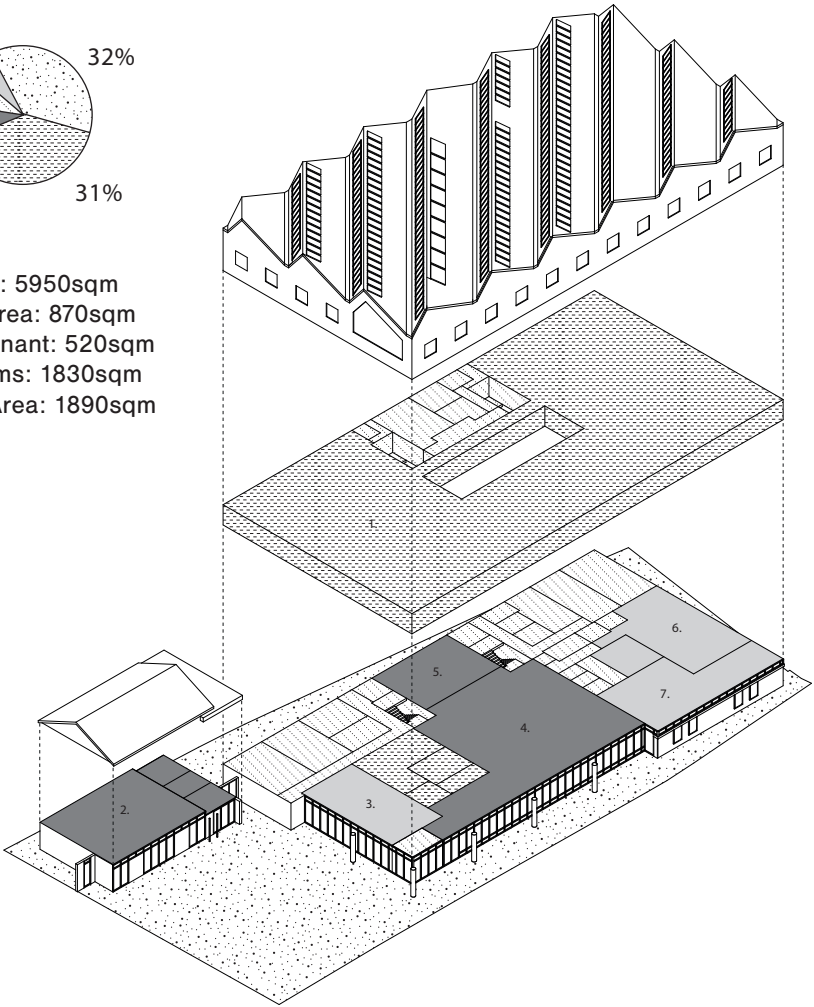 32%
31%
: 5950sqm
rea: 870sqm
nant: 520sqm
ms: 1830sqm
Area: 1890sqm
1.
6.
5.
7.
4.
3.
2.